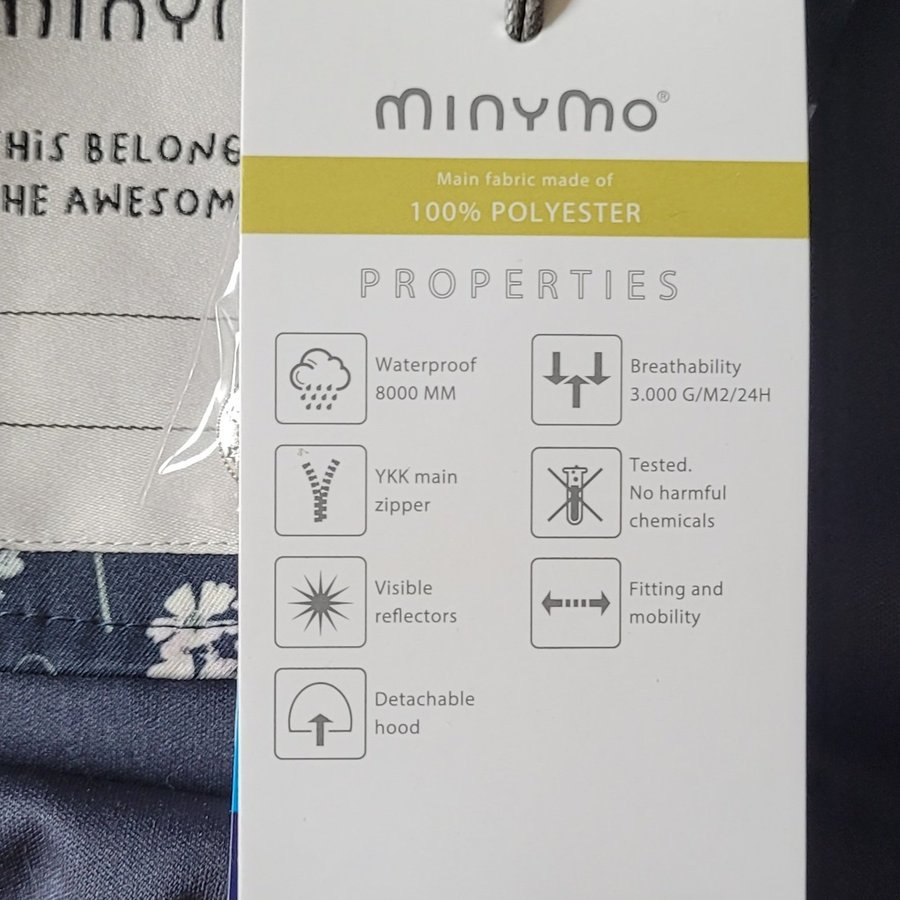 THiS BELONG
THE AWESOM
minymo®
Main fabric made of
100% POLYESTER
PROPERTIES
Waterproof
8000 MM
Breathability
3.000 G/M2/24H
YKK main
zipper
Tested.
No harmful
chemicals
Visible
reflectors
Fitting and
mobility
Detachable
hood